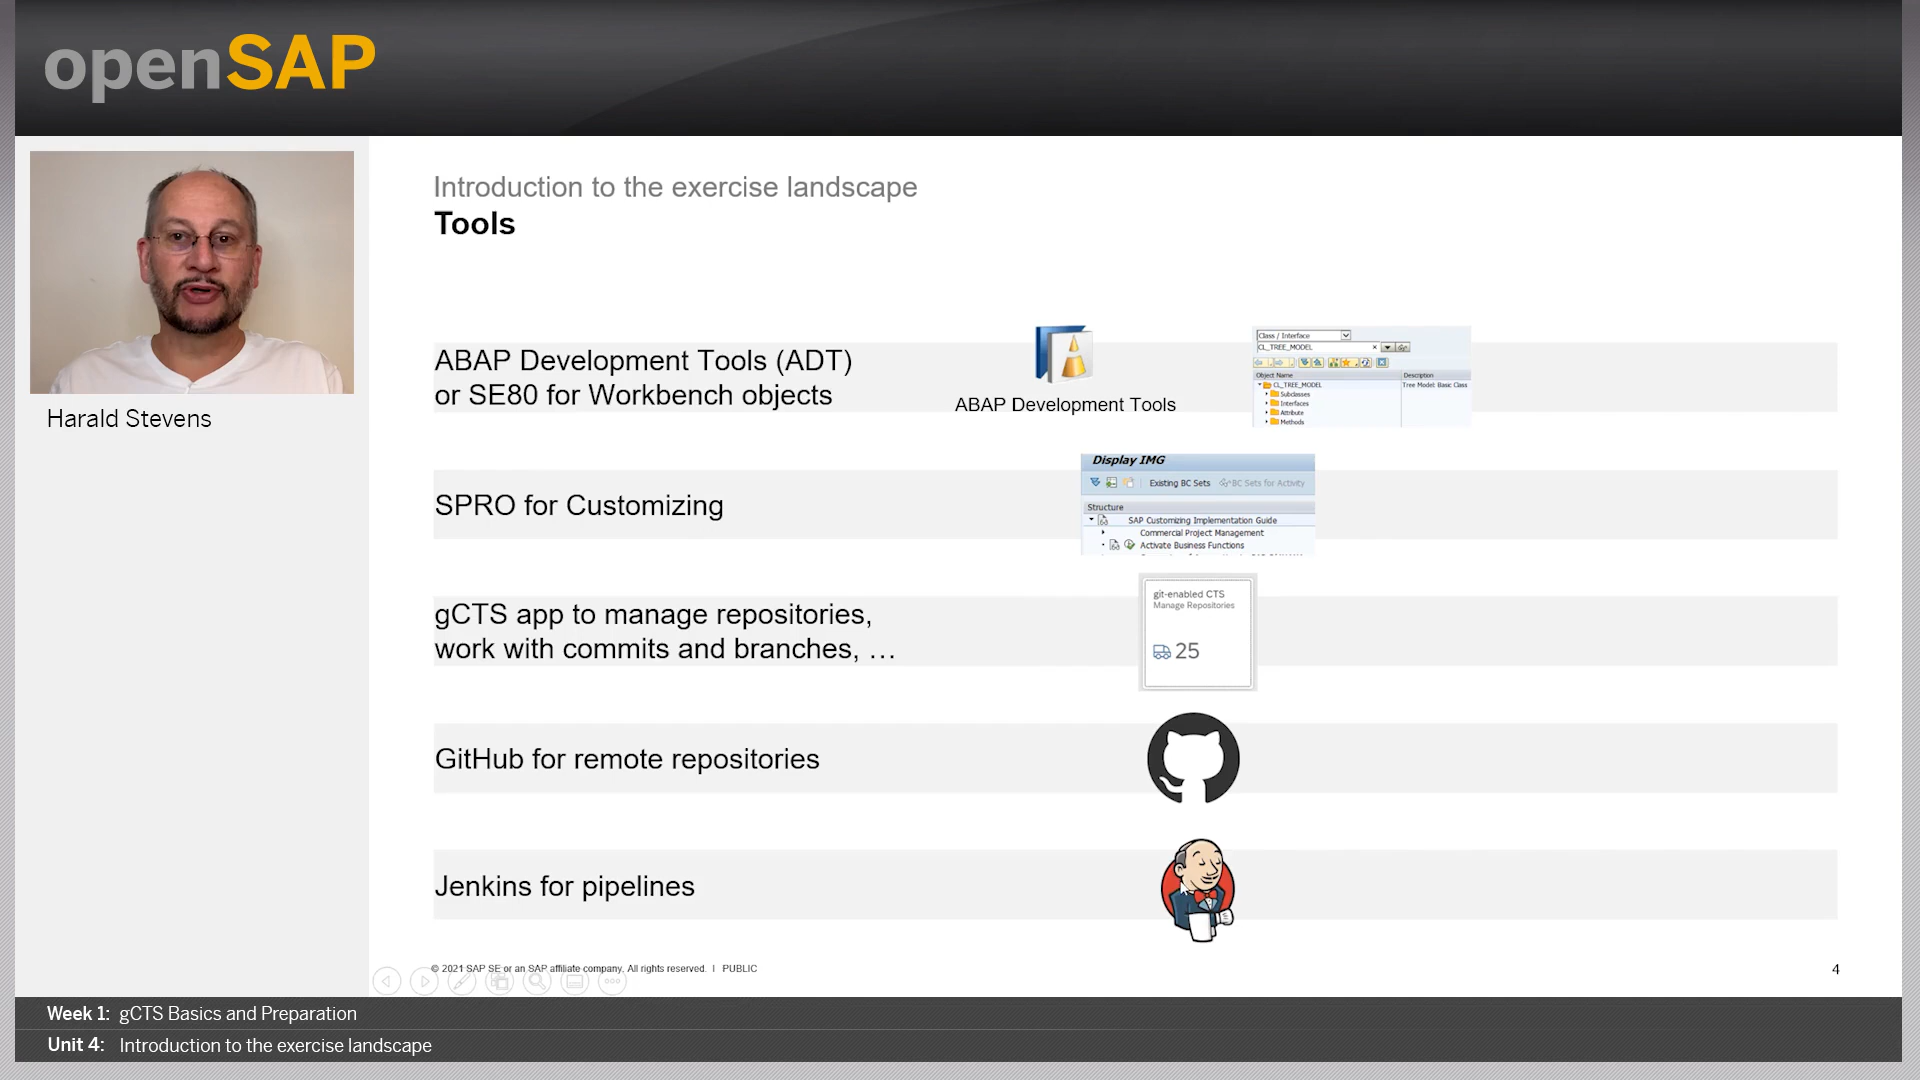 openSAP
Harald Stevens
Introduction to the exercise landscape
Tools
ABAP Development Tools (ADT)
or SE80 for Workbench objects
ABAP Development Tools
Class / Interface
CL_TREE_MODEL
Object Name
Description
CL_TREE_MODEL
Tree Model: Basic Class
Subclasses
Interfaces
Attribute
Methods
SPRO for Customizing
Display IMG
Existing BC Sets
BC Sets for Activity
Structure
SAP Customizing Implementation Guide
Commercial Project Management
Activate Business Functions
gCTS app to manage repositories,
work with commits and branches, …
git-enabled CTS
Manage Repositories
25
GitHub for remote repositories
Jenkins for pipelines
© 2021 SAP SE or an SAP affiliate company. All rights reserved. I PUBLIC
4
Week 1: gCTS Basics and Preparation
Unit 4: Introduction to the exercise landscape